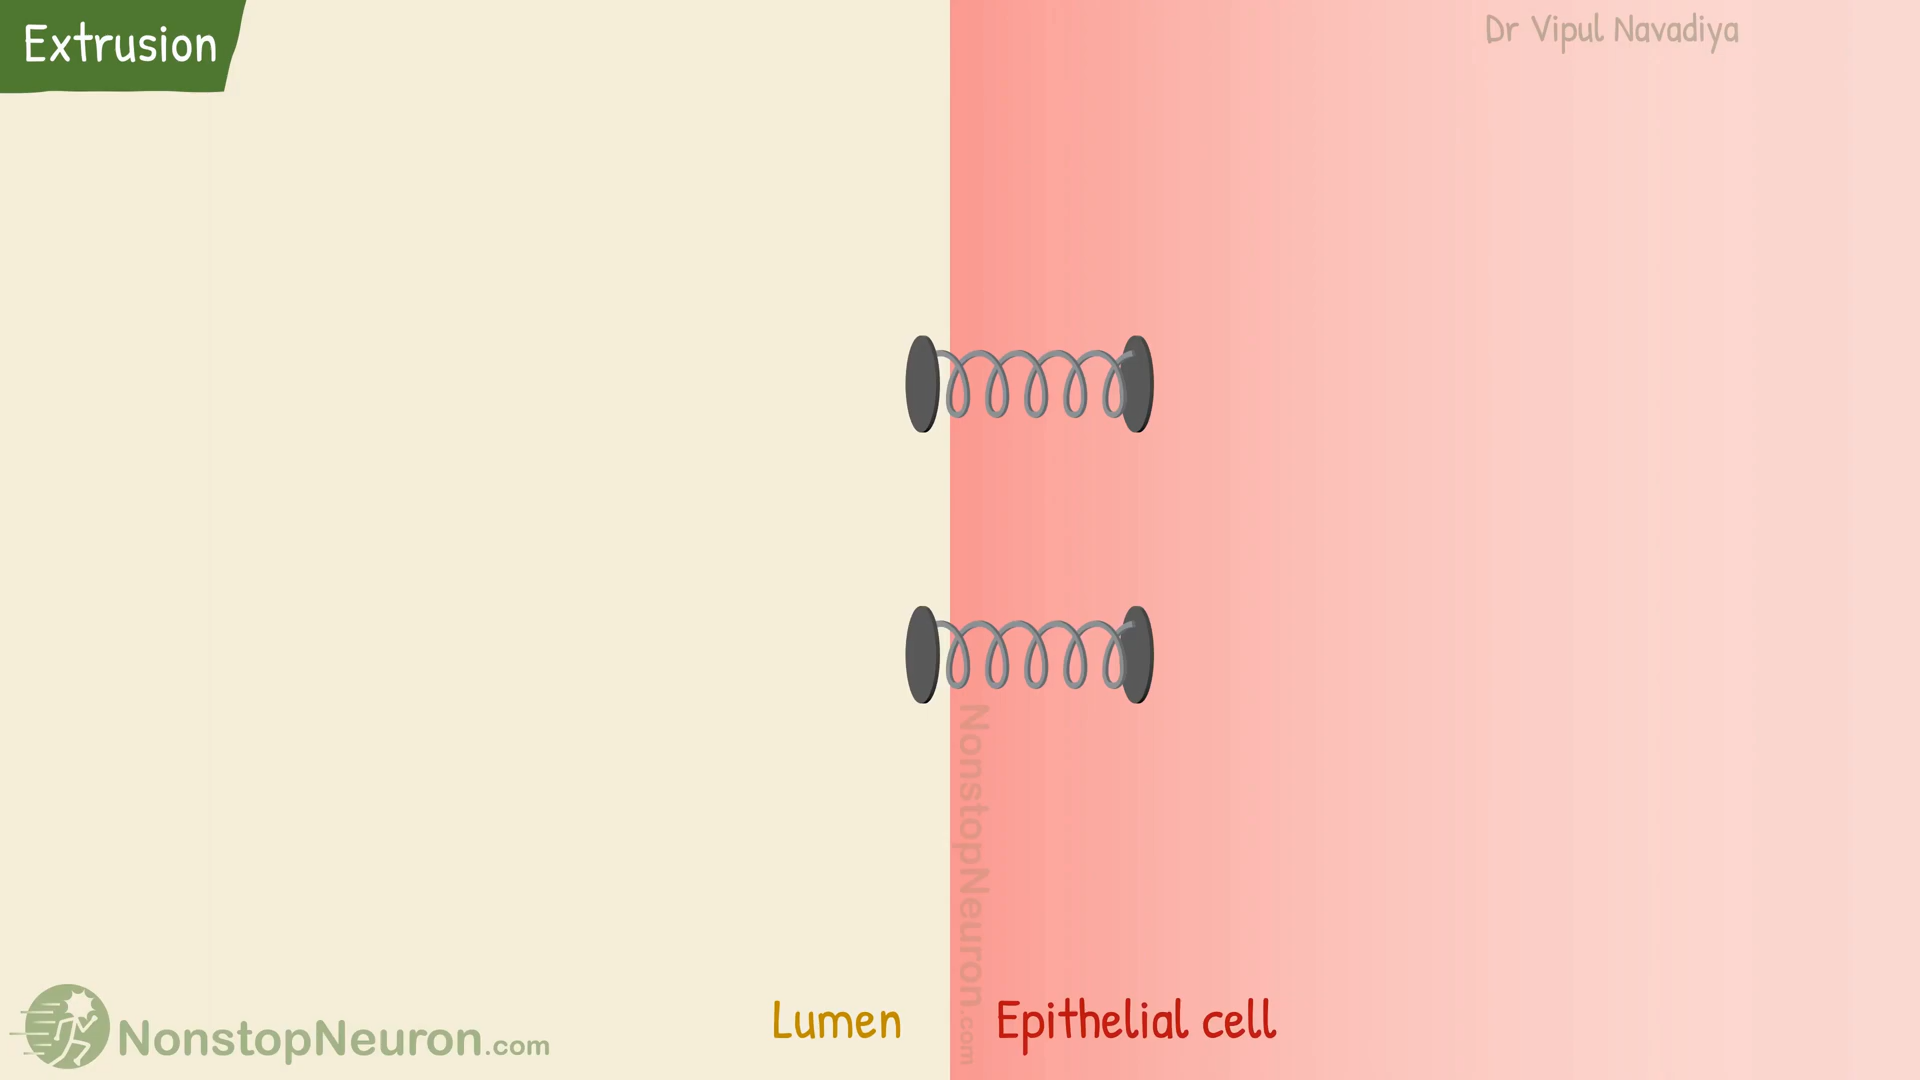 Extrusion
Dr Vipul Navadiya
NonstopNeuron.com
Lumen
Epithelial cell
NonstopNeuron.com